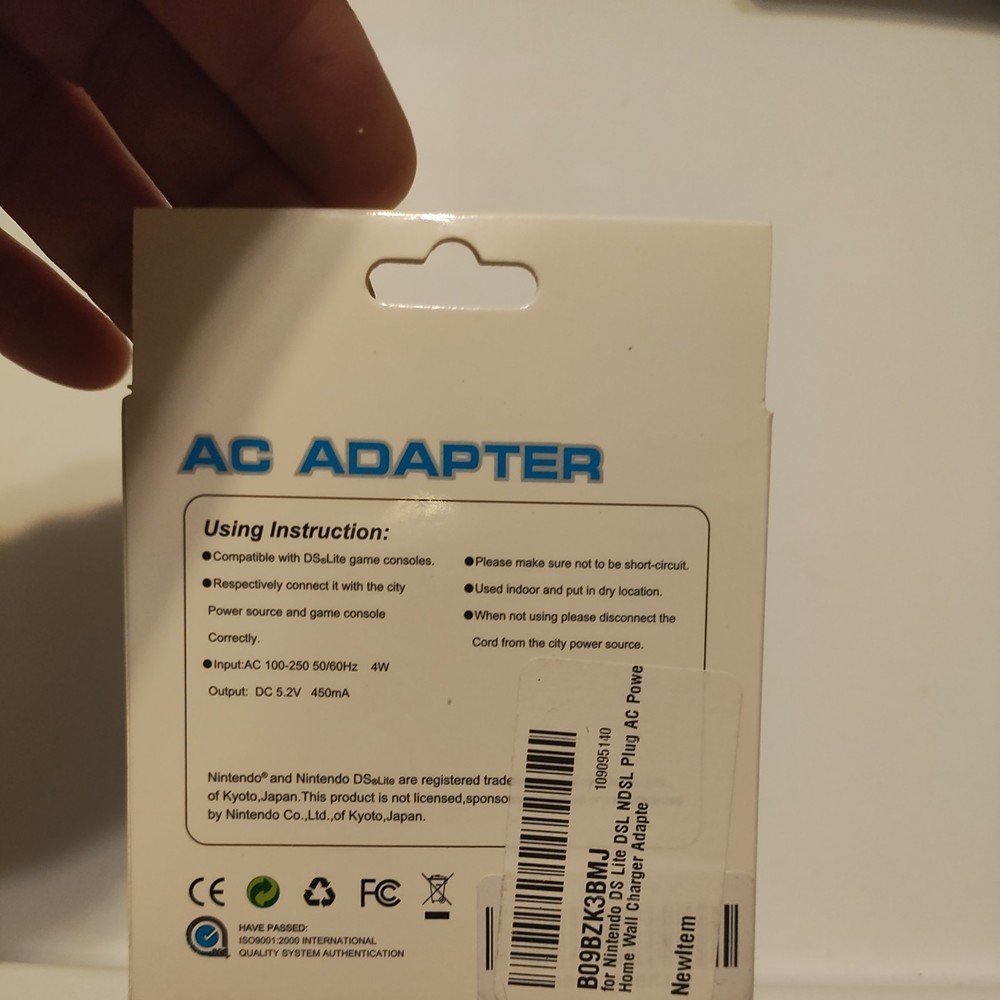 AC ADAPTER
Using Instruction:
●Compatible with DS Lite game consoles.
●Respectively connect it with the city
Power source and game console
Correctly.
●Input:AC 100-250 50/60Hz 4W
Output: DC 5.2V 450mA
●Please make sure not to be short-circuit.
●Used indoor and put in dry location.
●When not using please disconnect the
Cord from the city power source.
Nintendo® and Nintendo DS Lite are registered trade
of Kyoto,Japan.This product is not licensed,sponso
by Nintendo Co.,Ltd.,of Kyoto,Japan.
CE FC
HAVE PASSED:
ISO9001:2000 INTERNATIONAL
QUALITY SYSTEM AUTHENTICATION
109095140
B09BZK3BMJ
for Nintendo DS Lite DSL NDSL Plug AC Powe
Home Wall Charger Adapte
NewItem